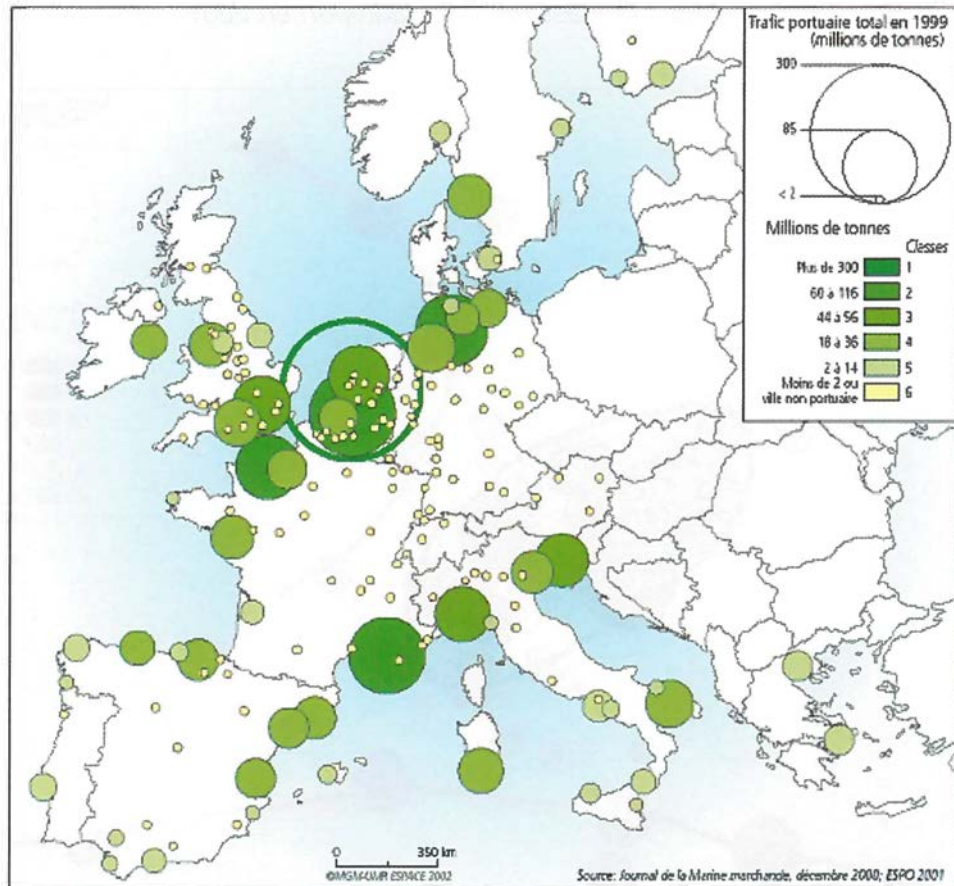 Trafic portuaire total en 1999
(millions de tonnes)
300
85
< 2
Millions de tonnes
Classes
Plus de 300 1
60 à 116 2
44 à 56 3
18 à 36 4
2 à 14 5
Moins de 2 ou
ville non portuaire 6
0 350 km
©MGM-UMR ESPACE 2002
Source: Journal de la Marine marchande, décembre 2000; ESPO 2001